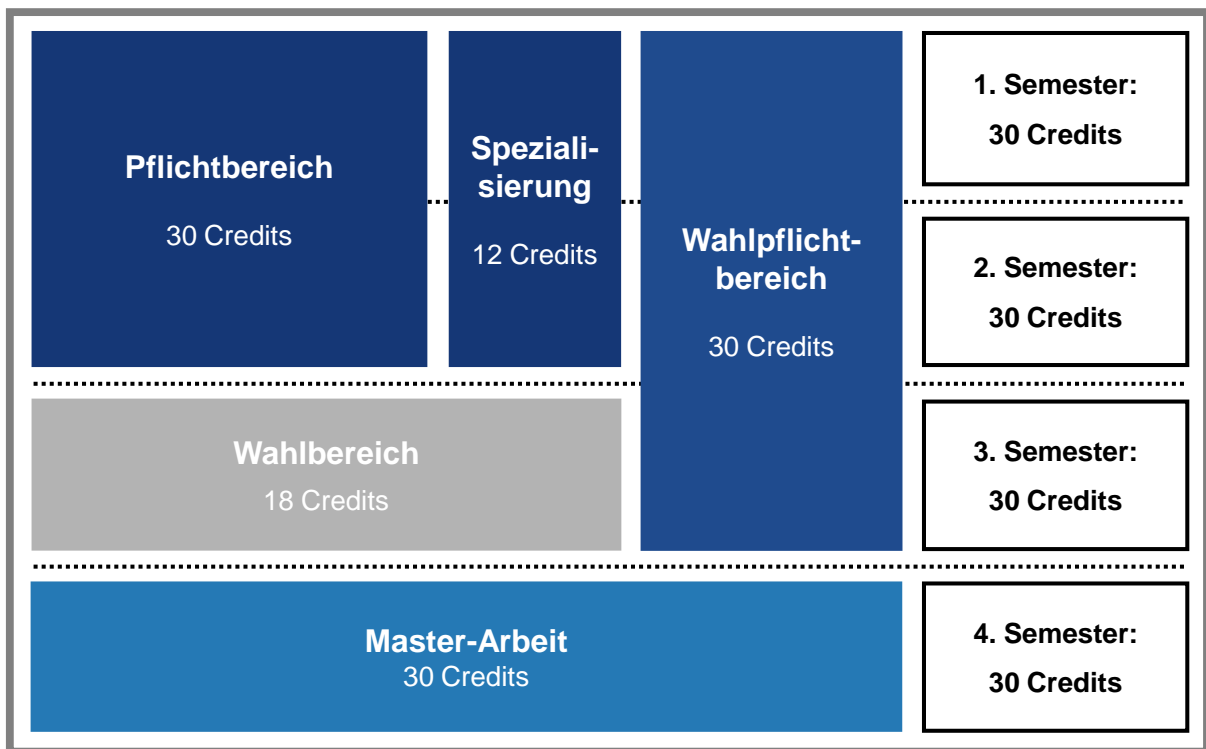 Pflichtbereich
30 Credits
Speziali-
sierung
12 Credits
Wahlpflicht-
bereich
30 Credits
1. Semester:
30 Credits
2. Semester:
30 Credits
Wahlbereich
18 Credits
3. Semester:
30 Credits
Master-Arbeit
30 Credits
4. Semester:
30 Credits